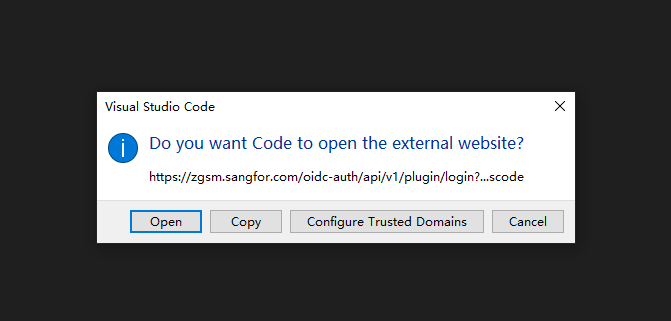 Visual Studio Code
Do you want Code to open the external website?
https://zgsm.sangfor.com/oidc-auth/api/v1/plugin/login?...scode
Open Copy Configure Trusted Domains Cancel